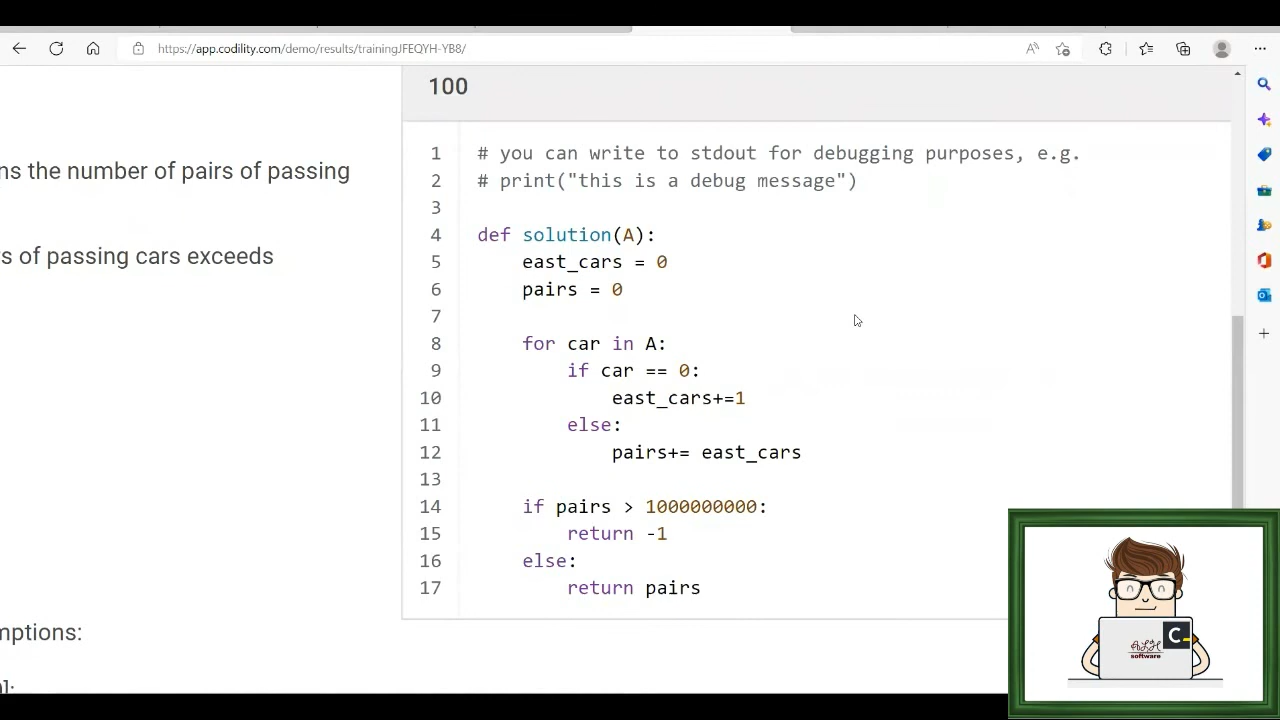 https://app.codility.com/demo/results/trainingJFEQYH-YB8/
ns the number of pairs of passing
s of passing cars exceeds
mptions:
100
1 # you can write to stdout for debugging purposes, e.g.
2 # print("this is a debug message")
3
4 def solution(A):
5 east_cars = 0
6 pairs = 0
7
8 for car in A:
9 if car == 0:
10 east_cars+=1
11 else:
12 pairs+= east_cars
13
14 if pairs > 1000000000:
15 return -1
16 else:
17 return pairs
C
ALH
software